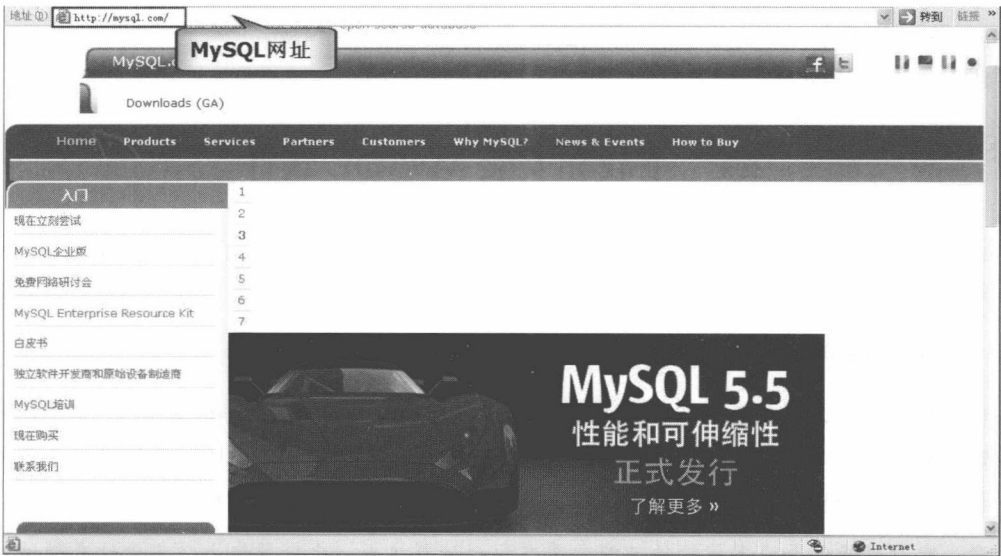 地址(D) http://mysql.com/ 转到 链接 »
MySQL网址
Downloads (GA)
Home Products Services Partners Customers Why MySQL? News & Events How to Buy
入门
现在立刻尝试
MySQL企业版
免费网络研讨会
MySQL Enterprise Resource Kit
白皮书
独立软件开发商和原始设备制造商
MySQL培训
现在购买
联系我们
1
2
3
4
5
6
7
MySQL 5.5
性能和可伸缩性
正式发行
了解更多 »
Internet